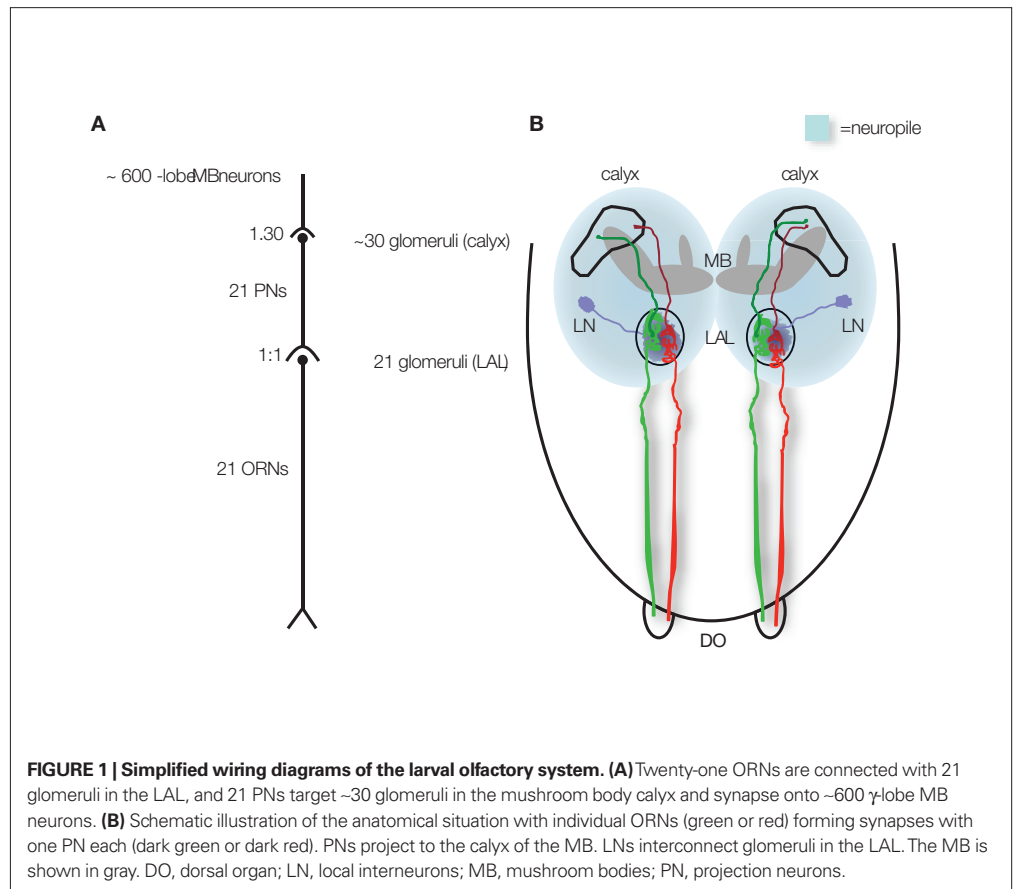 A
B
=neuropile
~ 600 -lobeMBneurons
calyx
calyx
1.30
~30 glomeruli (calyx)
MB
21 PNs
LN
LN
1:1
21 glomeruli (LAL)
LAL
21 ORNs
DO
FIGURE 1 | Simplified wiring diagrams of the larval olfactory system. (A) Twenty-one ORNs are connected with 21
glomeruli in the LAL, and 21 PNs target ~30 glomeruli in the mushroom body calyx and synapse onto ~600 γ-lobe MB
neurons. (B) Schematic illustration of the anatomical situation with individual ORNs (green or red) forming synapses with
one PN each (dark green or dark red). PNs project to the calyx of the MB. LNs interconnect glomeruli in the LAL. The MB is
shown in gray. DO, dorsal organ; LN, local interneurons; MB, mushroom bodies; PN, projection neurons.